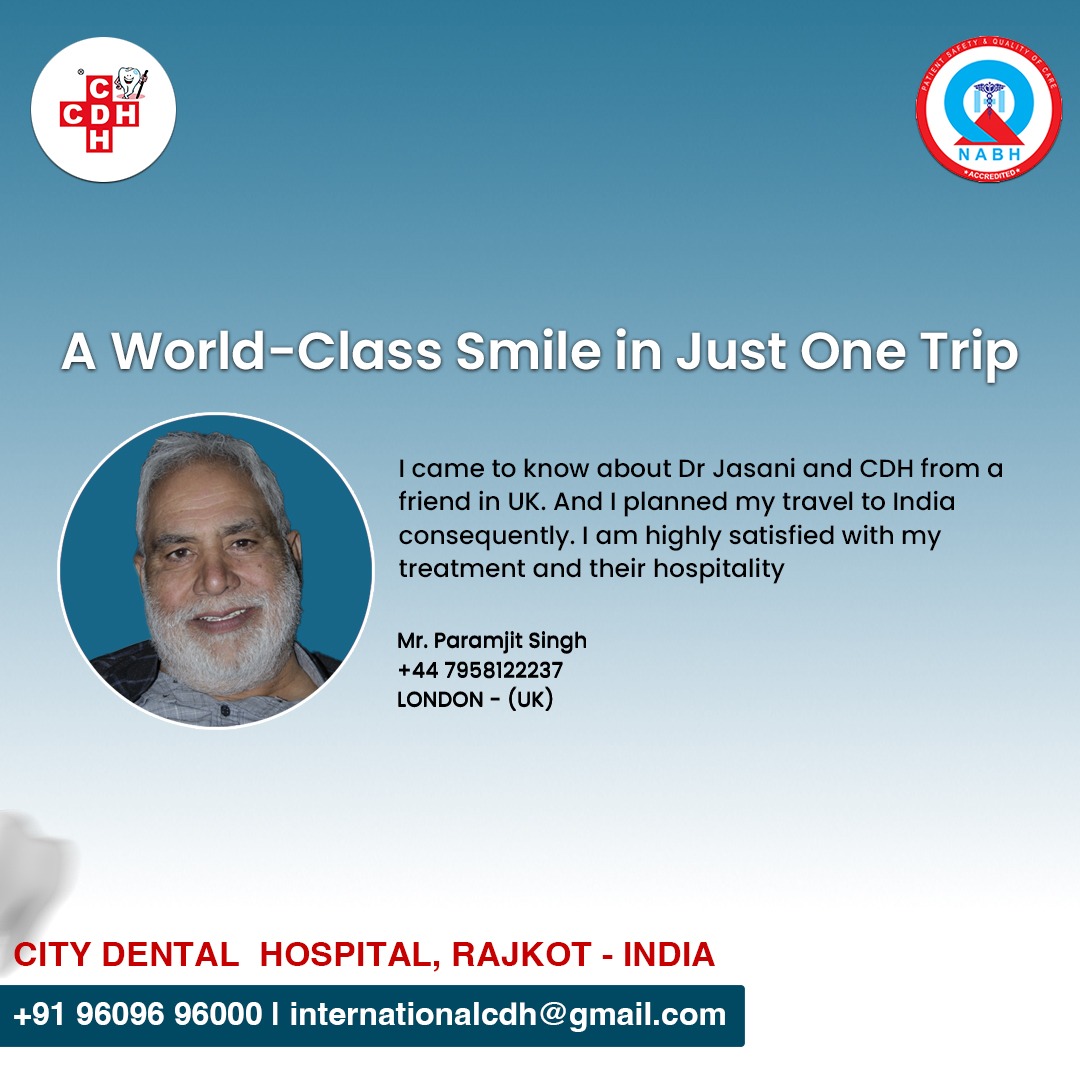 ®
C
CDH
H
PATIENT SAFETY & QUALITY OF CARE
H
NABH
★ACCREDITED★
A World-Class Smile in Just One Trip
I came to know about Dr Jasani and CDH from a
friend in UK. And I planned my travel to India
consequently. I am highly satisfied with my
treatment and their hospitality
Mr. Paramjit Singh
+44 7958122237
LONDON - (UK)
CITY DENTAL HOSPITAL, RAJKOT - INDIA
+91 96096 96000 | internationalcdh@gmail.com